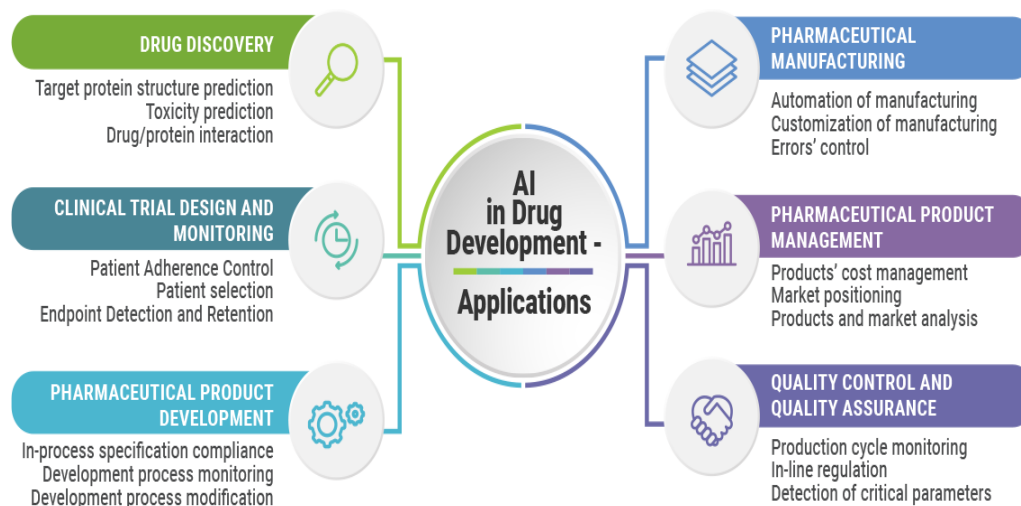 DRUG DISCOVERY
Target protein structure prediction
Toxicity prediction
Drug/protein interaction
CLINICAL TRIAL DESIGN AND
MONITORING
Patient Adherence Control
Patient selection
Endpoint Detection and Retention
PHARMACEUTICAL PRODUCT
DEVELOPMENT
In-process specification compliance
Development process monitoring
Development process modification
AI
in Drug
Development -
Applications
PHARMACEUTICAL
MANUFACTURING
Automation of manufacturing
Customization of manufacturing
Errors' control
PHARMACEUTICAL PRODUCT
MANAGEMENT
Products' cost management
Market positioning
Products and market analysis
QUALITY CONTROL AND
QUALITY ASSURANCE
Production cycle monitoring
In-line regulation
Detection of critical parameters